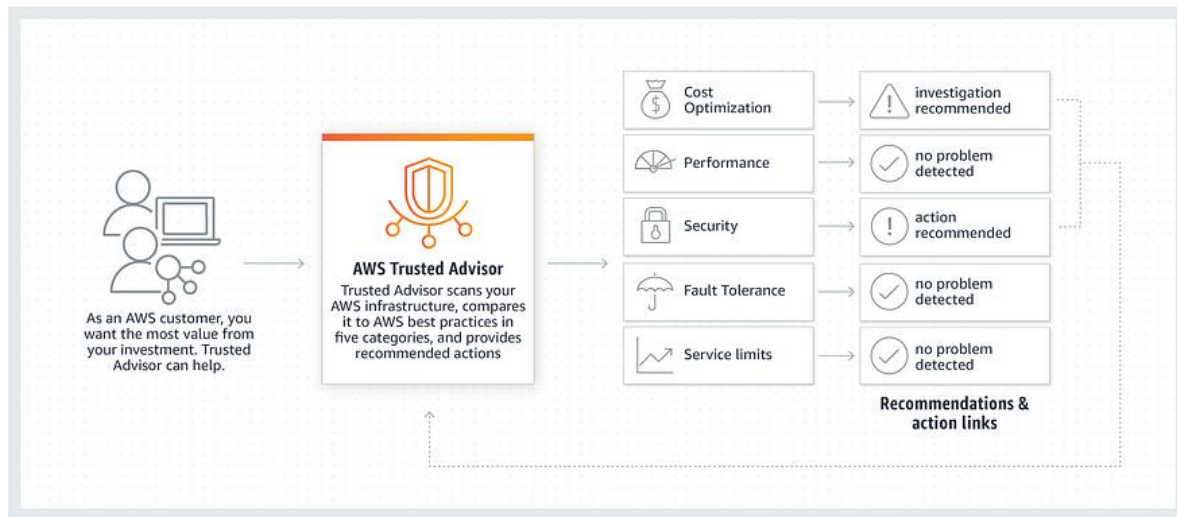 As an AWS customer, you
want the most value from
your investment. Trusted
Advisor can help.
AWS Trusted Advisor
Trusted Advisor scans your
AWS infrastructure, compares
it to AWS best practices in
five categories, and provides
recommended actions
Cost
Optimization
investigation
recommended
Performance
no problem
detected
Security
action
recommended
Fault Tolerance
no problem
detected
Service limits
no problem
detected
Recommendations &
action links